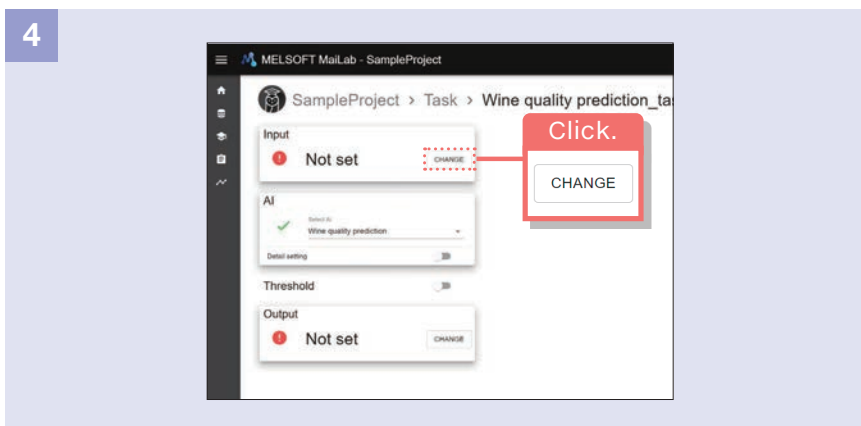 4
MELSOFT MaiLab - SampleProject
SampleProject > Task > Wine quality prediction_ta
Click.
Input
Not set
CHANGE
CHANGE
AI
Select AI
Wine quality prediction
Detail setting
Threshold
Output
Not set
CHANGE